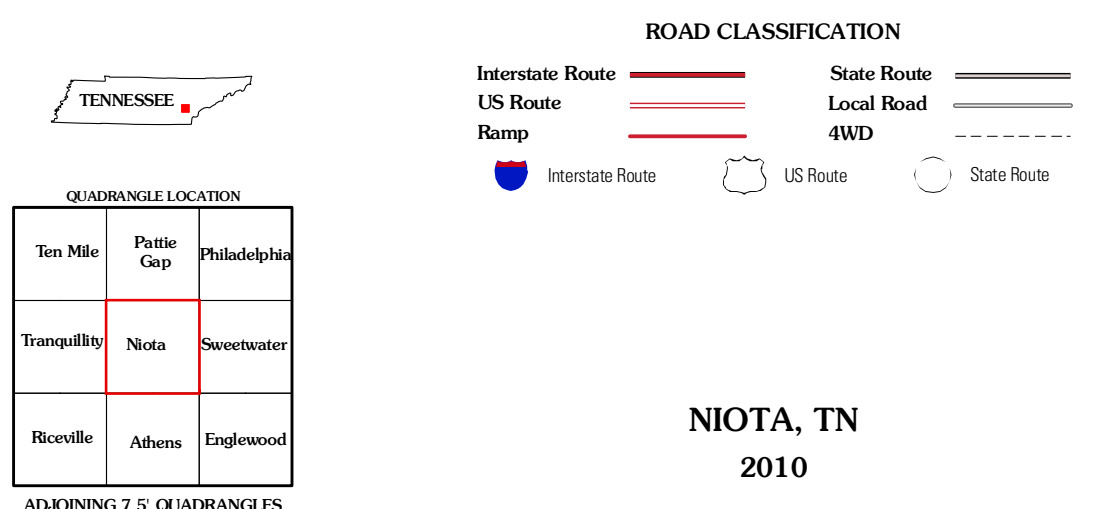 ROAD CLASSIFICATION
Interstate Route
State Route
US Route
Local Road
Ramp
4WD
Interstate Route
US Route
State Route
TENNESSEE
QUADRANGLE LOCATION
Ten Mile
Pattie
Gap
Philadelphia
Tranquillity
Niota
Sweetwater
Riceville
Athens
Englewood
ADJOINING 7.5' QUADRANGLES
NIOTA, TN
2010